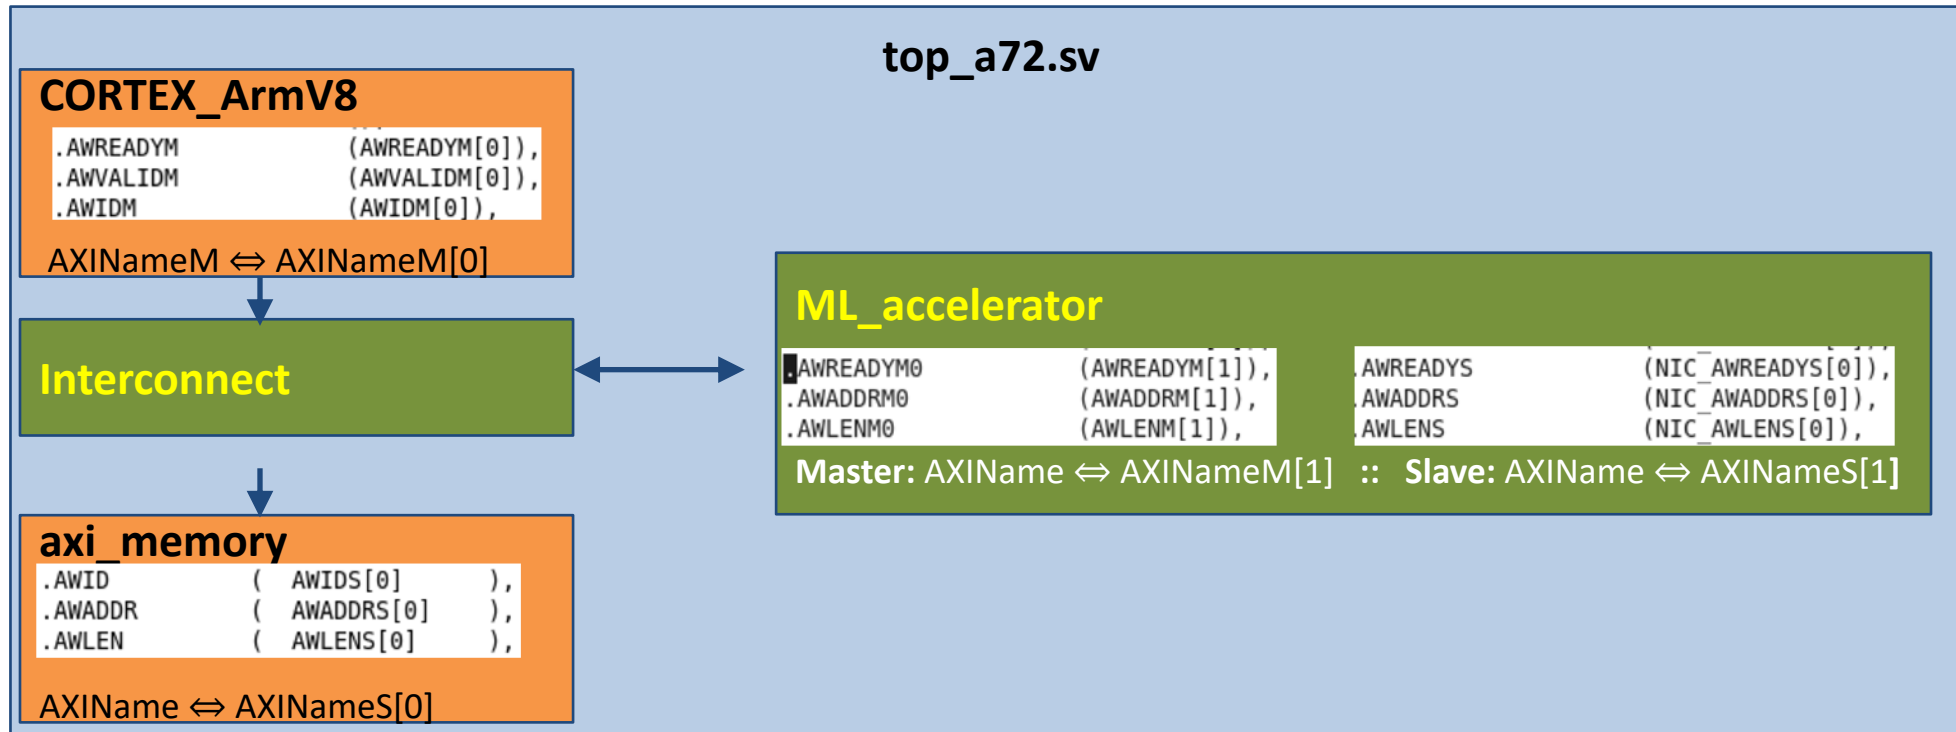 top_a72.sv
CORTEX_ArmV8
.AWREADYM (AWREADYM[0]),
.AWVALIDM (AWVALIDM[0]),
.AWIDM (AWIDM[0]),
AXINameM ⇔ AXINameM[0]
Interconnect
ML_accelerator
.AWREADYM0 (AWREADYM[1]),
.AWADDRM0 (AWADDRM[1]),
.AWLENM0 (AWLENM[1]),
.AWREADYS (NIC_AWREADYS[0]),
.AWADDRS (NIC_AWADDRS[0]),
.AWLENS (NIC_AWLENS[0]),
Master: AXIName ⇔ AXINameM[1] :: Slave: AXIName ⇔ AXINameS[1]
axi_memory
.AWID ( AWIDS[0] ),
.AWADDR ( AWADDRS[0] ),
.AWLEN ( AWLENS[0] ),
AXIName ⇔ AXINameS[0]